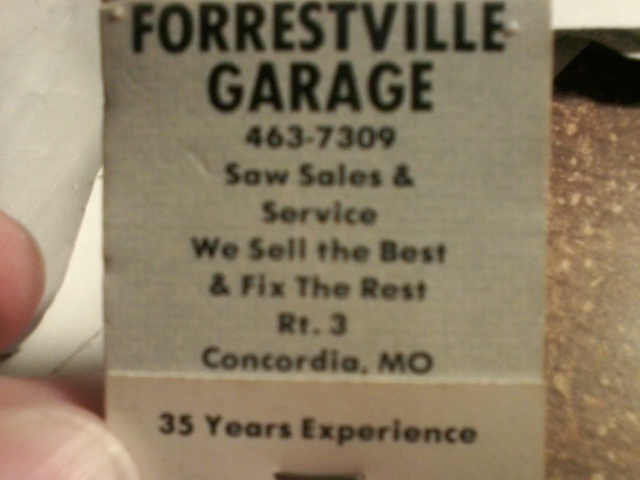 FORRESTVILLE
GARAGE
463-7309
Saw Sales &
Service
We Sell the Best
& Fix The Rest
Rt. 3
Concordia, MO
35 Years Experience